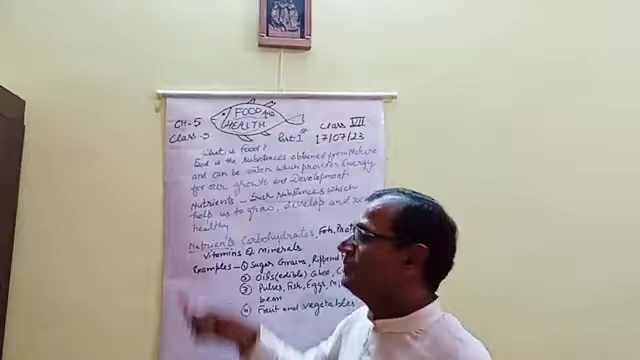 CH-5
FOOD AND
HEALTH
Class VII
Class-5
Part 1st
17/07/23
What is food?
Food is the substances obtained from Nature
and can be eaten which provides Energy
for our growth and Development.
Nutrients - Such substances which
help us to grow, develop and
healthy
Nutrients Carbohydrates, Fats,
Vitamins & Minerals.
Examples - ① Sugar Grains,
② Oils (edible) Ghee,
③ Pulses, Fish, Eggs,
bean
④ Fruit and vegetables